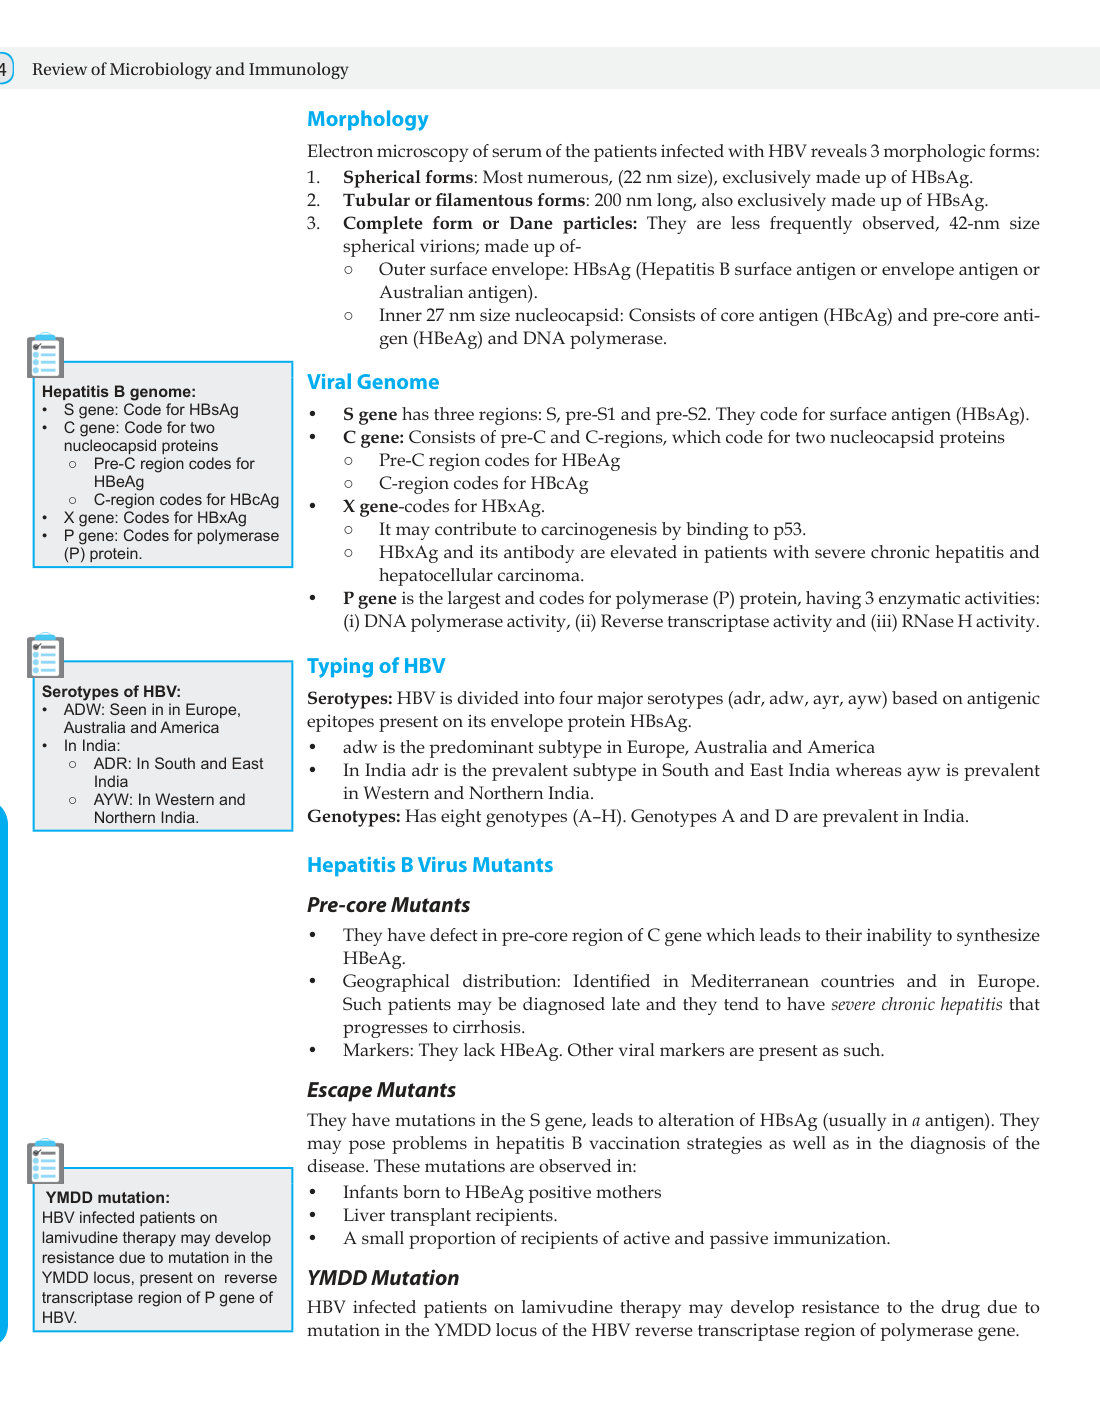 4 Review of Microbiology and Immunology
Morphology
Electron microscopy of serum of the patients infected with HBV reveals 3 morphologic forms:
1. Spherical forms: Most numerous, (22 nm size), exclusively made up of HBsAg.
2. Tubular or filamentous forms: 200 nm long, also exclusively made up of HBsAg.
3. Complete form or Dane particles: They are less frequently observed, 42-nm size
spherical virions; made up of-
○ Outer surface envelope: HBsAg (Hepatitis B surface antigen or envelope antigen or
Australian antigen).
○ Inner 27 nm size nucleocapsid: Consists of core antigen (HBcAg) and pre-core anti-
gen (HBeAg) and DNA polymerase.
Hepatitis B genome:
• S gene: Code for HBsAg
• C gene: Code for two
nucleocapsid proteins
○ Pre-C region codes for
HBeAg
○ C-region codes for HBcAg
• X gene: Codes for HBxAg
• P gene: Codes for polymerase
(P) protein.
Viral Genome
• S gene has three regions: S, pre-S1 and pre-S2. They code for surface antigen (HBsAg).
• C gene: Consists of pre-C and C-regions, which code for two nucleocapsid proteins
○ Pre-C region codes for HBeAg
○ C-region codes for HBcAg
• X gene-codes for HBxAg.
○ It may contribute to carcinogenesis by binding to p53.
○ HBxAg and its antibody are elevated in patients with severe chronic hepatitis and
hepatocellular carcinoma.
• P gene is the largest and codes for polymerase (P) protein, having 3 enzymatic activities:
(i) DNA polymerase activity, (ii) Reverse transcriptase activity and (iii) RNase H activity.
Serotypes of HBV:
• ADW: Seen in in Europe,
Australia and America
• In India:
○ ADR: In South and East
India
○ AYW: In Western and
Northern India.
Typing of HBV
Serotypes: HBV is divided into four major serotypes (adr, adw, ayr, ayw) based on antigenic
epitopes present on its envelope protein HBsAg.
• adw is the predominant subtype in Europe, Australia and America
• In India adr is the prevalent subtype in South and East India whereas ayw is prevalent
in Western and Northern India.
Genotypes: Has eight genotypes (A–H). Genotypes A and D are prevalent in India.
Hepatitis B Virus Mutants
Pre-core Mutants
• They have defect in pre-core region of C gene which leads to their inability to synthesize
HBeAg.
• Geographical distribution: Identified in Mediterranean countries and in Europe.
Such patients may be diagnosed late and they tend to have severe chronic hepatitis that
progresses to cirrhosis.
• Markers: They lack HBeAg. Other viral markers are present as such.
Escape Mutants
They have mutations in the S gene, leads to alteration of HBsAg (usually in a antigen). They
may pose problems in hepatitis B vaccination strategies as well as in the diagnosis of the
disease. These mutations are observed in:
• Infants born to HBeAg positive mothers
• Liver transplant recipients.
• A small proportion of recipients of active and passive immunization.
YMDD mutation:
HBV infected patients on
lamivudine therapy may develop
resistance due to mutation in the
YMDD locus, present on reverse
transcriptase region of P gene of
HBV.
YMDD Mutation
HBV infected patients on lamivudine therapy may develop resistance to the drug due to
mutation in the YMDD locus of the HBV reverse transcriptase region of polymerase gene.